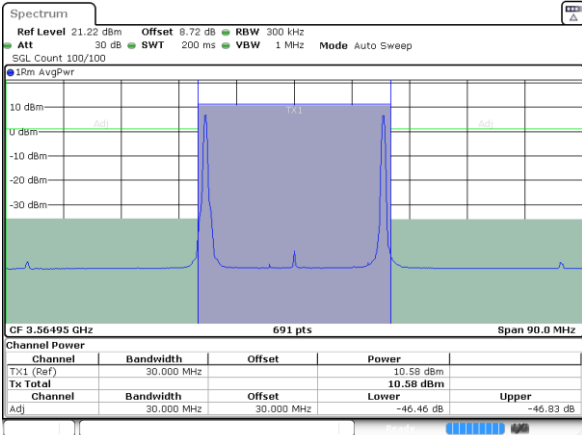 Spectrum
Ref Level 21.22 dBm Offset 8.72 dB RBW 300 kHz
Att 30 dB SWT 200 ms VBW 1 MHz Mode Auto Sweep
SGL Count 100/100
1Rm AvgPwr
10 dBm
TX1
Adj
Adj
0 dBm
-10 dBm
-20 dBm
-30 dBm
CF 3.56495 GHz 691 pts Span 90.0 MHz
Channel Power
Channel Bandwidth Offset Power
TX1 (Ref) 30.000 MHz 10.58 dBm
Tx Total 10.58 dBm
Channel Bandwidth Offset Lower Upper
Adj 30.000 MHz 30.000 MHz -46.46 dB -46.83 dB
Ready